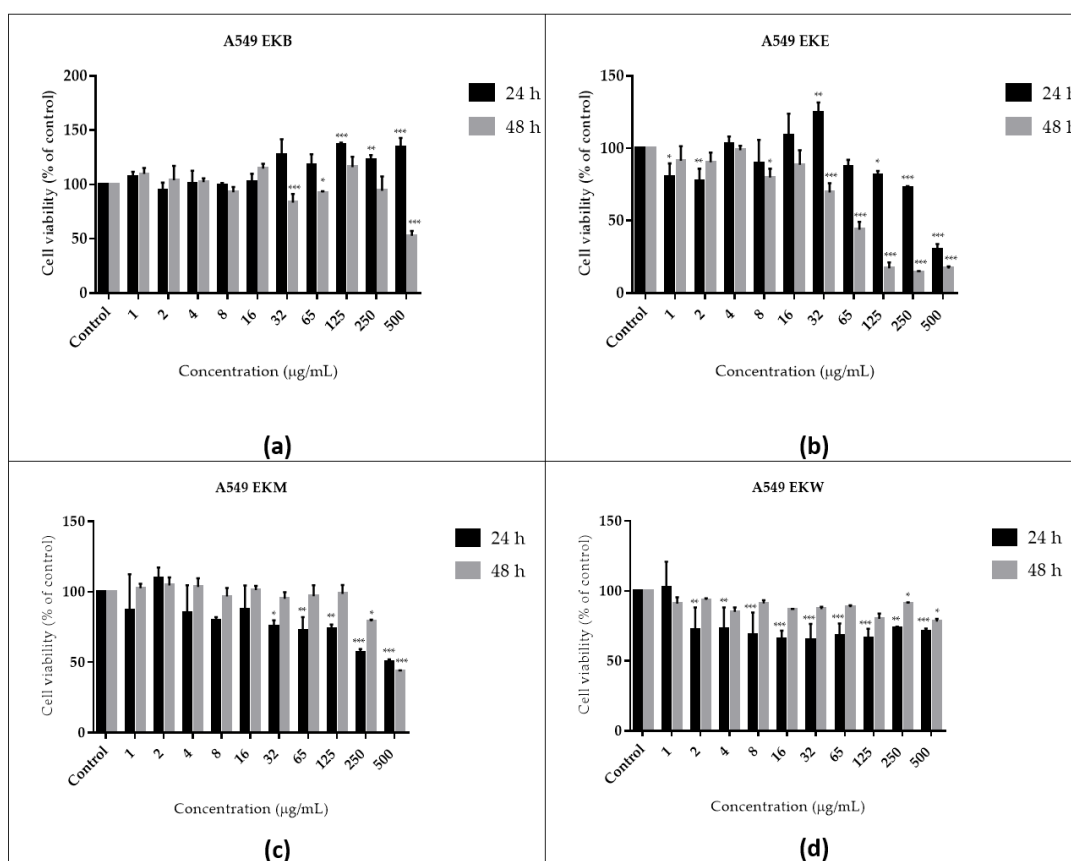 A549 EKB
Cell viability (% of control)
200
150
100
50
0
*** * *** ** *** ***
24 h
48 h
Control 1 2 4 8 16 32 65 125 250 500
Concentration (µg/mL)
(a)
A549 EKE
Cell viability (% of control)
150
100
50
0
* ** * ** *** *** * *** *** *** *** ***
24 h
48 h
Control 1 2 4 8 16 32 65 125 250 500
Concentration (µg/mL)
(b)
A549 EKM
Cell viability (% of control)
150
100
50
0
* ** ** *** * *** ***
24 h
48 h
Control 1 2 4 8 16 32 65 125 250 500
Concentration (µg/mL)
(c)
A549 EKW
Cell viability (% of control)
150
100
50
0
** ** *** *** *** *** *** ** * *** *
24 h
48 h
Control 1 2 4 8 16 32 65 125 250 500
Concentration (µg/mL)
(d)